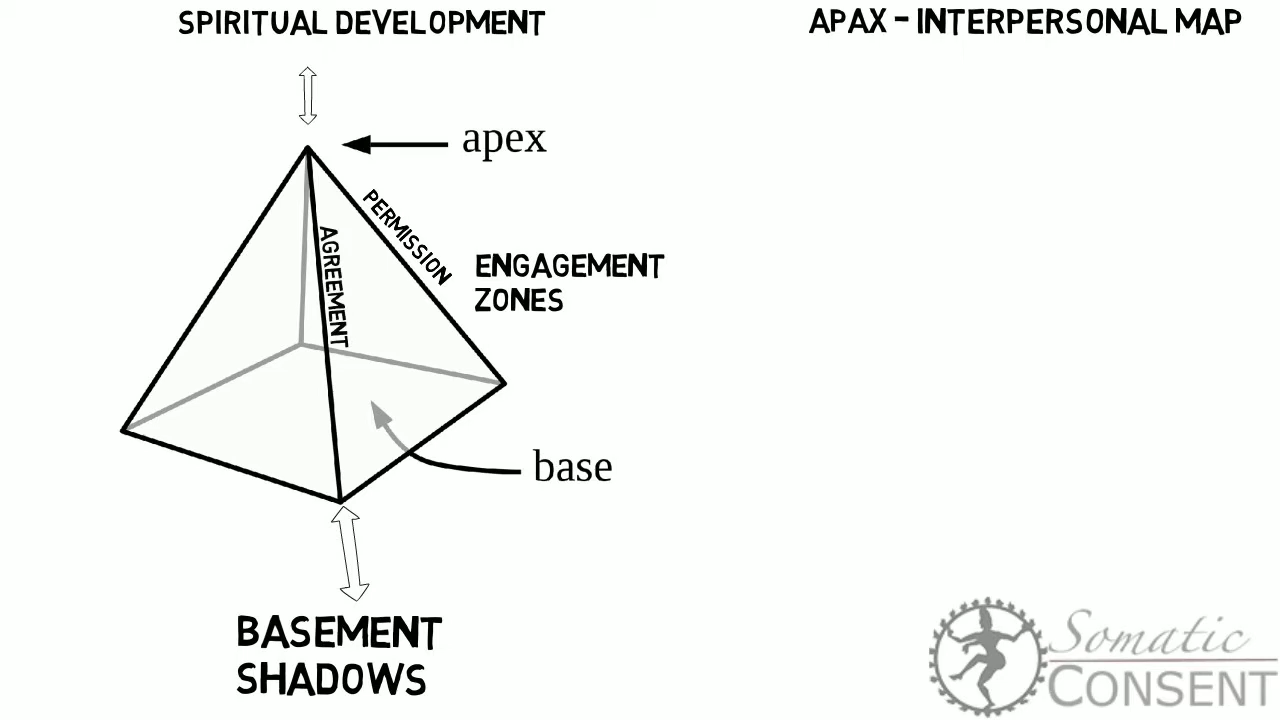 SPIRITUAL DEVELOPMENT
APAX - INTERPERSONAL MAP
apex
PERMISSION
AGREEMENT
ENGAGEMENT
ZONES
base
BASEMENT
SHADOWS
Somatic
CONSENT